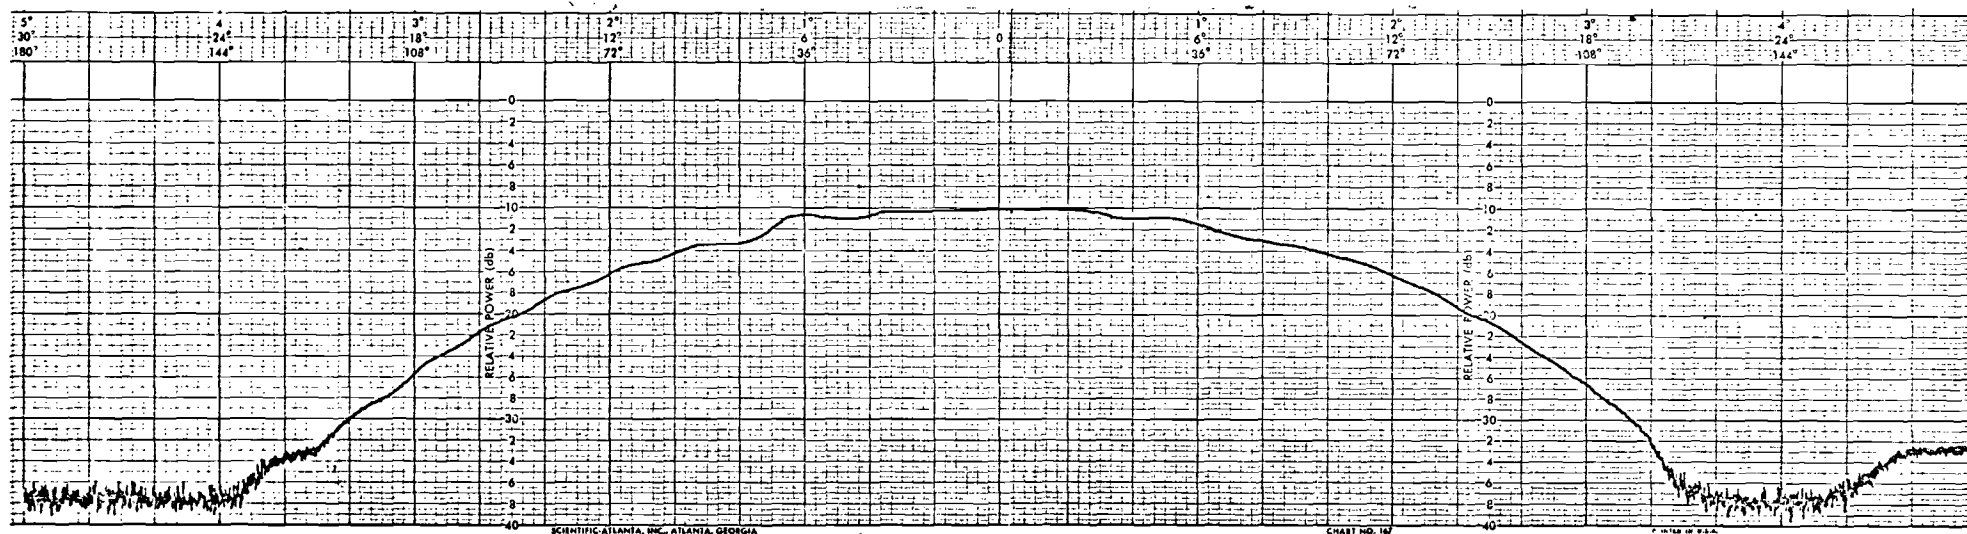 5° 4 3° 2° 1° 0 1° 2° 3° 4°
30° 24° 18° 12° 6 6° 12° 18° 24°
180° 144° 108° 72° 36° 36° 72° 108° 144°
0 0
2 2
4 4
6 6
8 8
10 10
2 2
4 4
6 6
8 8
20 20
2 2
4 4
6 6
8 8
30 30
2 2
4 4
6 6
8 8
40 40
RELATIVE POWER (db)
RELATIVE POWER (db)
SCIENTIFIC-ATLANTA, INC., ATLANTA, GEORGIA
CHART NO. 167
PRINTED IN U.S.A.